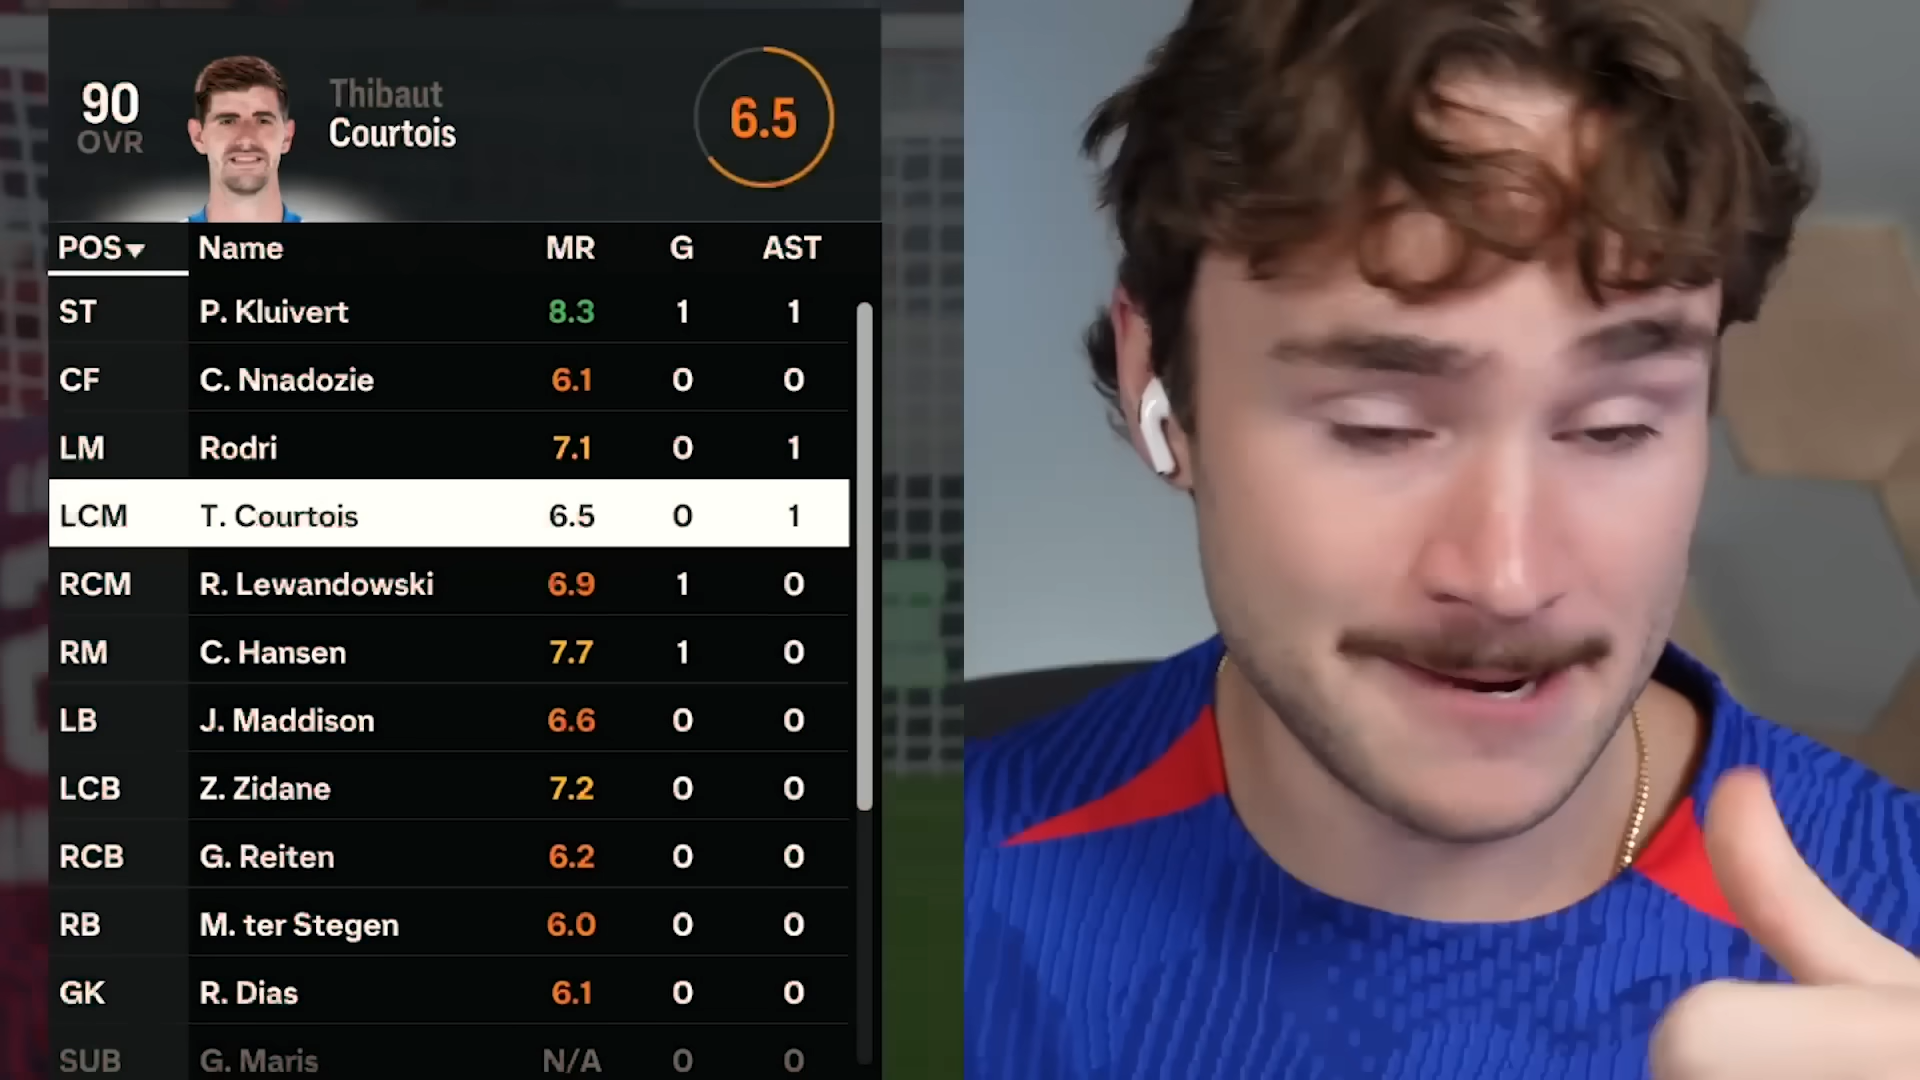 90
OVR
Thibaut
Courtois
6.5
POS Name MR G AST
ST P. Kluivert 8.3 1 1
CF C. Nnadozie 6.1 0 0
LM Rodri 7.1 0 1
LCM T. Courtois 6.5 0 1
RCM R. Lewandowski 6.9 1 0
RM C. Hansen 7.7 1 0
LB J. Maddison 6.6 0 0
LCB Z. Zidane 7.2 0 0
RCB G. Reiten 6.2 0 0
RB M. ter Stegen 6.0 0 0
GK R. Dias 6.1 0 0
SUB G. Maris N/A 0 0